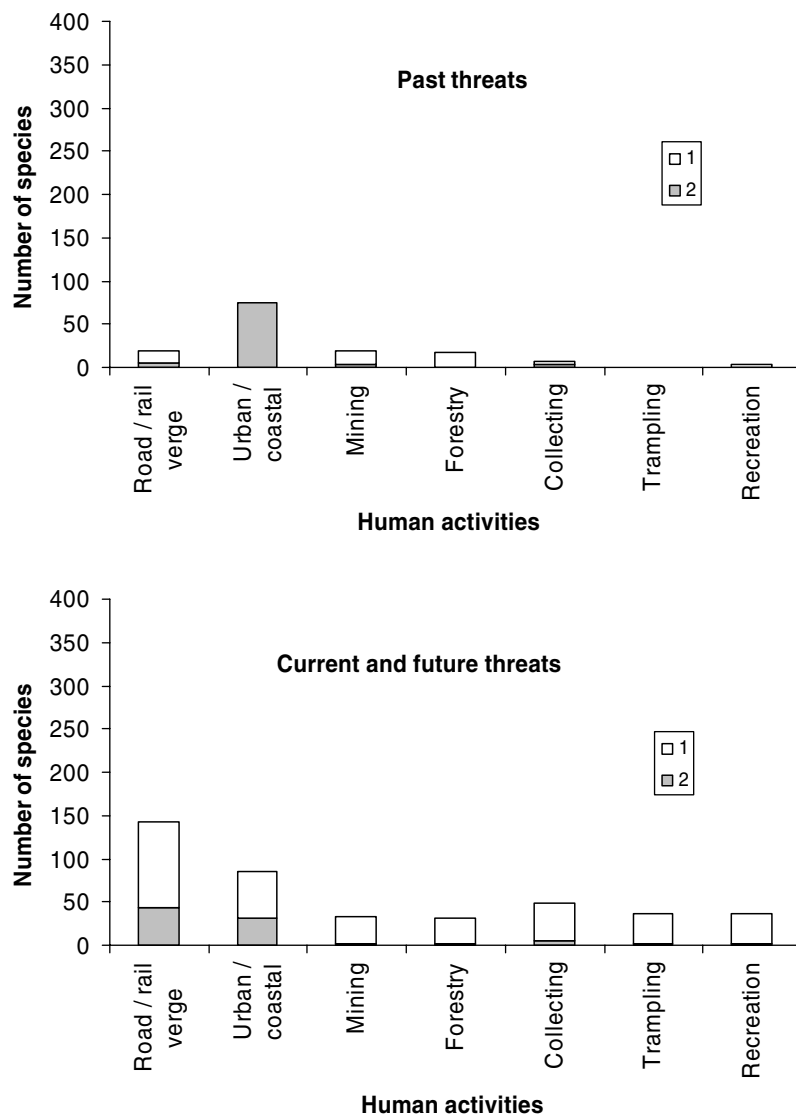 400
350
300
250
200
150
100
50
0
Number of species
Past threats
1
2
Road / rail
verge
Urban /
coastal
Mining
Forestry
Collecting
Trampling
Recreation
Human activities
400
350
300
250
200
150
100
50
0
Number of species
Current and future threats
1
2
Road / rail
verge
Urban /
coastal
Mining
Forestry
Collecting
Trampling
Recreation
Human activities